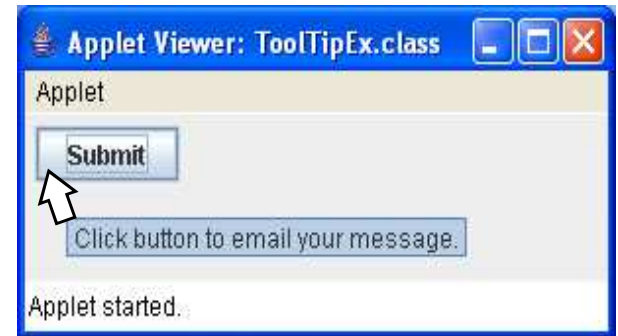 Applet Viewer: ToolTipEx.class
Applet
Submit
Click button to email your message.
Applet started.